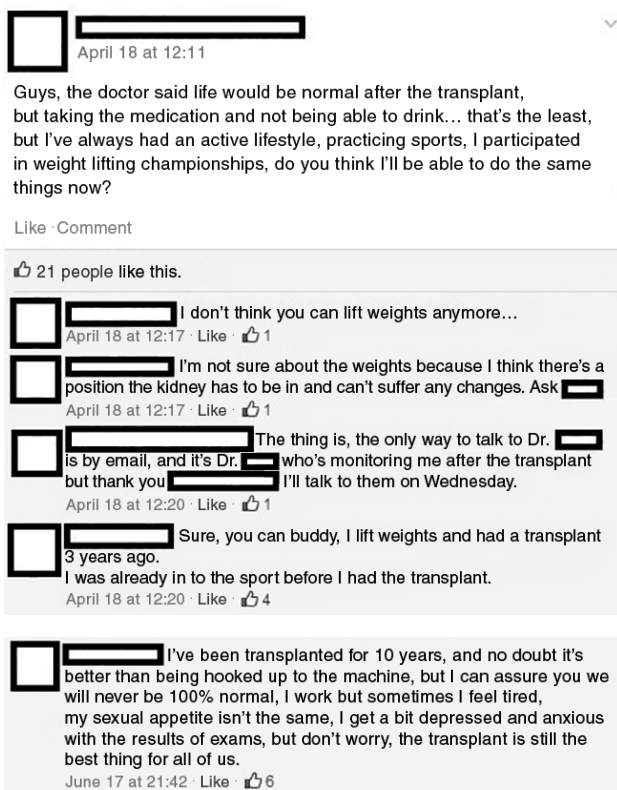 April 18 at 12:11
Guys, the doctor said life would be normal after the transplant,
but taking the medication and not being able to drink... that's the least,
but I've always had an active lifestyle, practicing sports, I participated
in weight lifting championships, do you think I'll be able to do the same
things now?
Like · Comment
21 people like this.
I don't think you can lift weights anymore...
April 18 at 12:17 · Like · 1
I'm not sure about the weights because I think there's a
position the kidney has to be in and can't suffer any changes. Ask
April 18 at 12:17 · Like · 1
The thing is, the only way to talk to Dr.
is by email, and it's Dr. who's monitoring me after the transplant
but thank you I'll talk to them on Wednesday.
April 18 at 12:20 · Like · 1
Sure, you can buddy, I lift weights and had a transplant
3 years ago.
I was already in to the sport before I had the transplant.
April 18 at 12:20 · Like · 4
I've been transplanted for 10 years, and no doubt it's
better than being hooked up to the machine, but I can assure you we
will never be 100% normal, I work but sometimes I feel tired,
my sexual appetite isn't the same, I get a bit depressed and anxious
with the results of exams, but don't worry, the transplant is still the
best thing for all of us.
June 17 at 21:42 · Like · 6